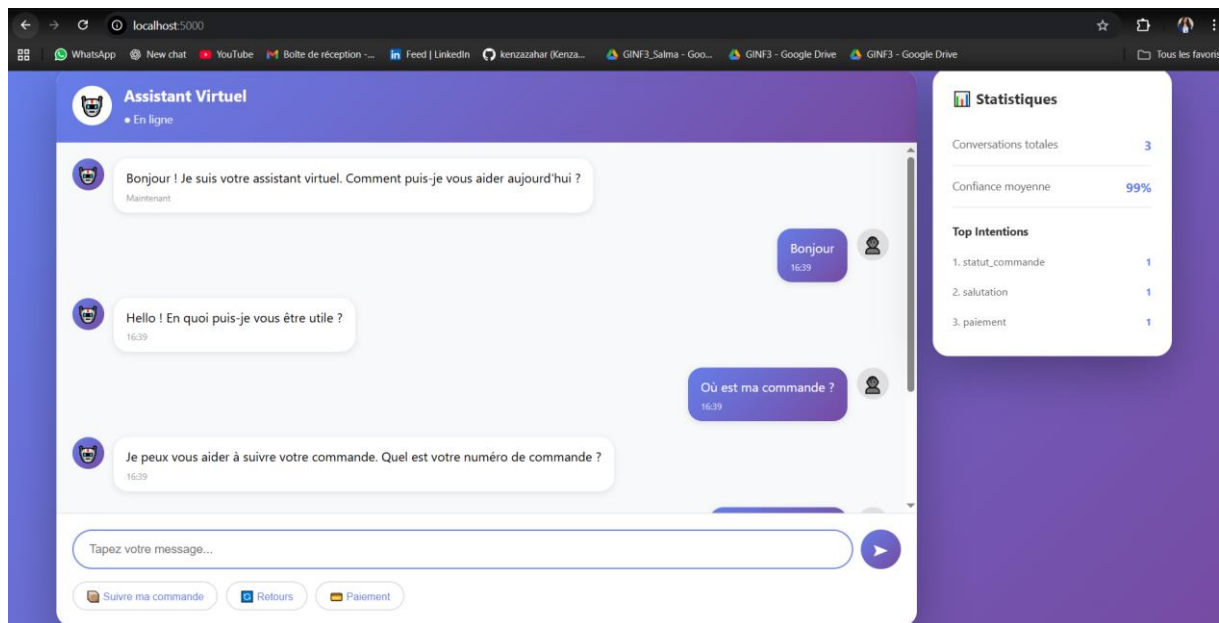 localhost:5000
WhatsApp New chat YouTube Boîte de réception -... Feed | LinkedIn kenzazahar (Kenza... GINF3_Salma - Goo... GINF3 - Google Drive GINF3 - Google Drive Tous les favoris
Assistant Virtuel
• En ligne
Bonjour ! Je suis votre assistant virtuel. Comment puis-je vous aider aujourd'hui ?
Maintenant
Bonjour
16:39
Hello ! En quoi puis-je vous être utile ?
16:39
Où est ma commande ?
16:39
Je peux vous aider à suivre votre commande. Quel est votre numéro de commande ?
16:39
Tapez votre message...
Suivre ma commande Retours Paiement
Statistiques
Conversations totales 3
Confiance moyenne 99%
Top Intentions
1. statut_commande 1
2. salutation 1
3. paiement 1